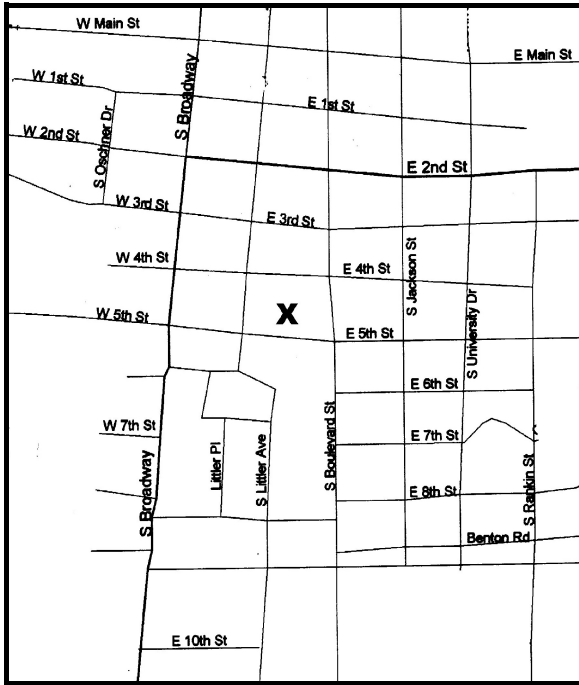 W Main St
E Main St
W 1st St
S Broadway
E 1st St
S Oschner Dr
W 2nd St
E 2nd St
W 3rd St
E 3rd St
W 4th St
E 4th St
S Jackson St
S University Dr
X
W 5th St
E 5th St
E 6th St
W 7th St
Littler Pl
S Littler Ave
S Boulevard St
E 7th St
S Broadway
E 8th St
S Rankin St
Benton Rd
E 10th St